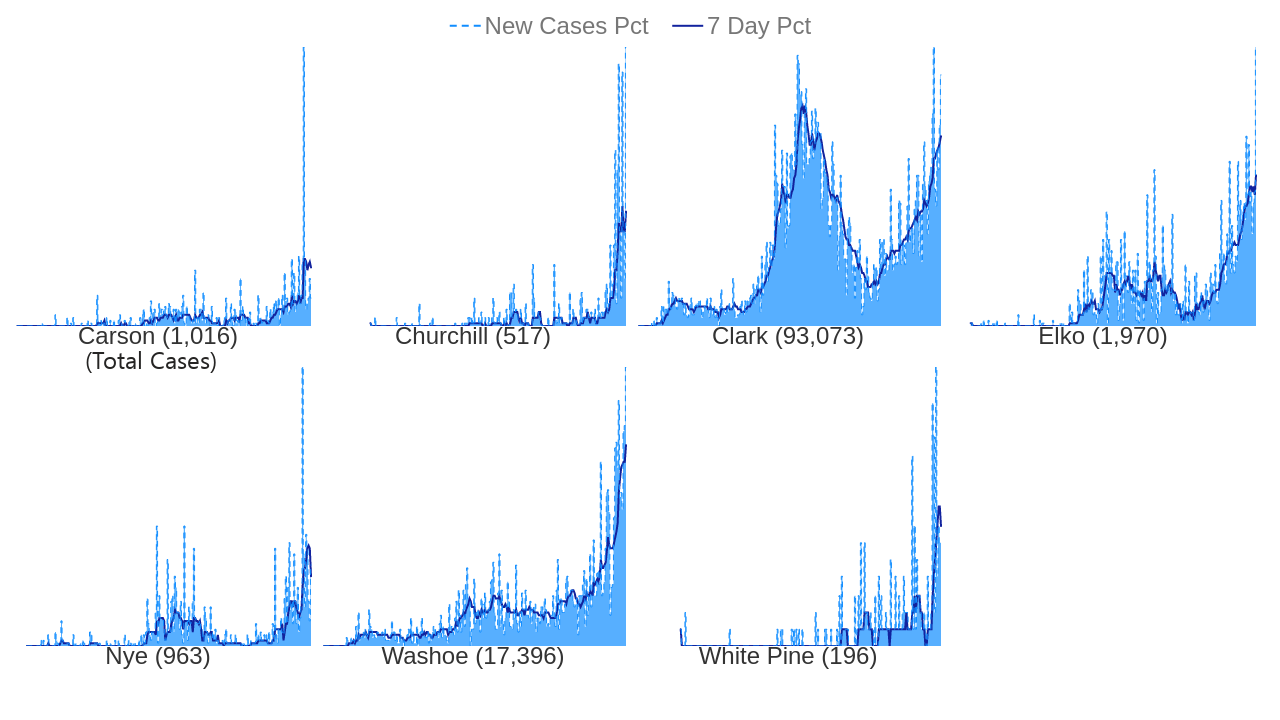 New Cases Pct 7 Day Pct
Carson (1,016) Churchill (517) Clark (93,073) Elko (1,970)
(Total Cases)
Nye (963) Washoe (17,396) White Pine (196)